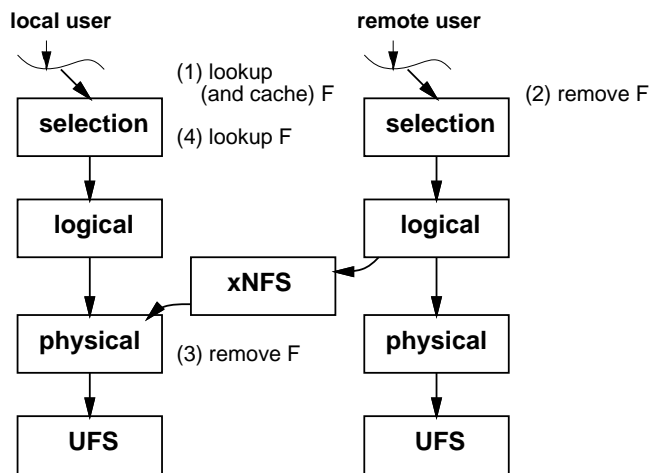 local user
remote user
(1) lookup
(and cache) F
(2) remove F
selection
selection
(4) lookup F
logical
logical
xNFS
physical
physical
(3) remove F
UFS
UFS